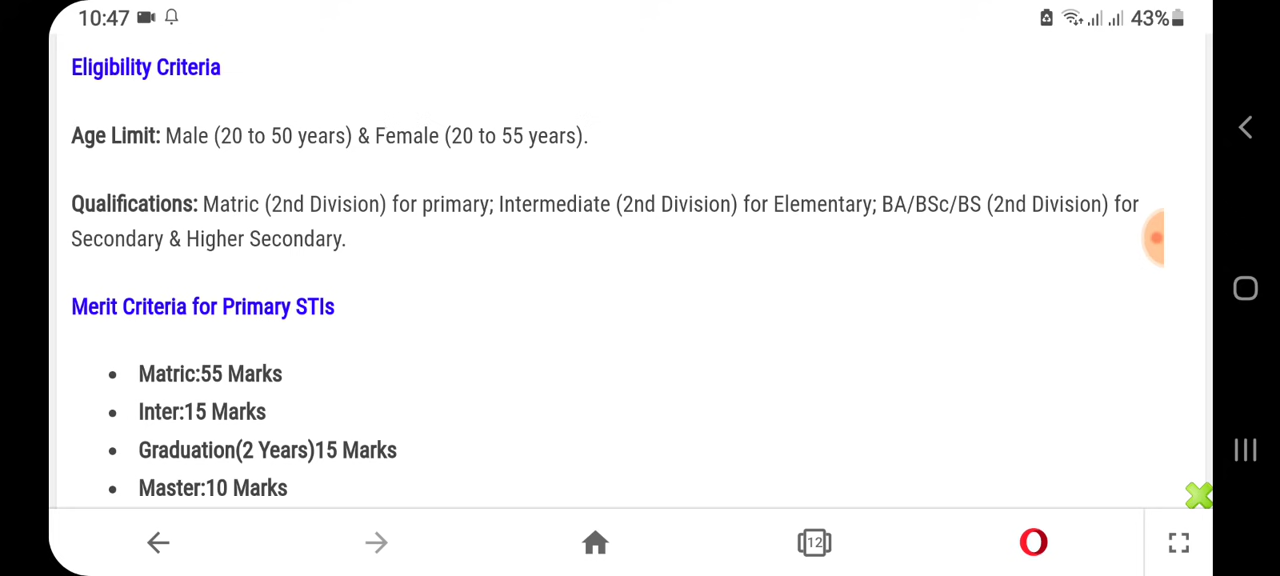 10:47 43%
Eligibility Criteria
Age Limit: Male (20 to 50 years) & Female (20 to 55 years).
Qualifications: Matric (2nd Division) for primary; Intermediate (2nd Division) for Elementary; BA/BSc/BS (2nd Division) for
Secondary & Higher Secondary.
Merit Criteria for Primary STIs
• Matric:55 Marks
• Inter:15 Marks
• Graduation(2 Years)15 Marks
• Master:10 Marks
12